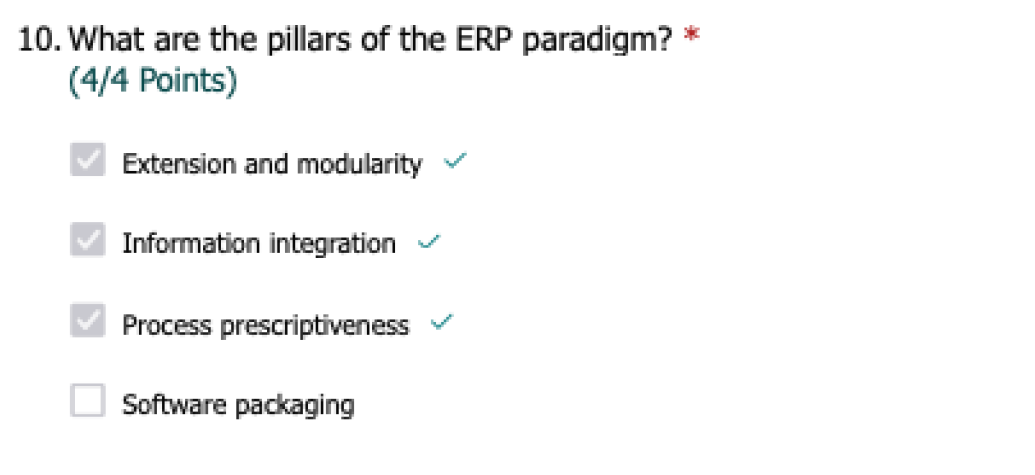 10. What are the pillars of the ERP paradigm? *
(4/4 Points)
Extension and modularity
Information integration
Process prescriptiveness
Software packaging